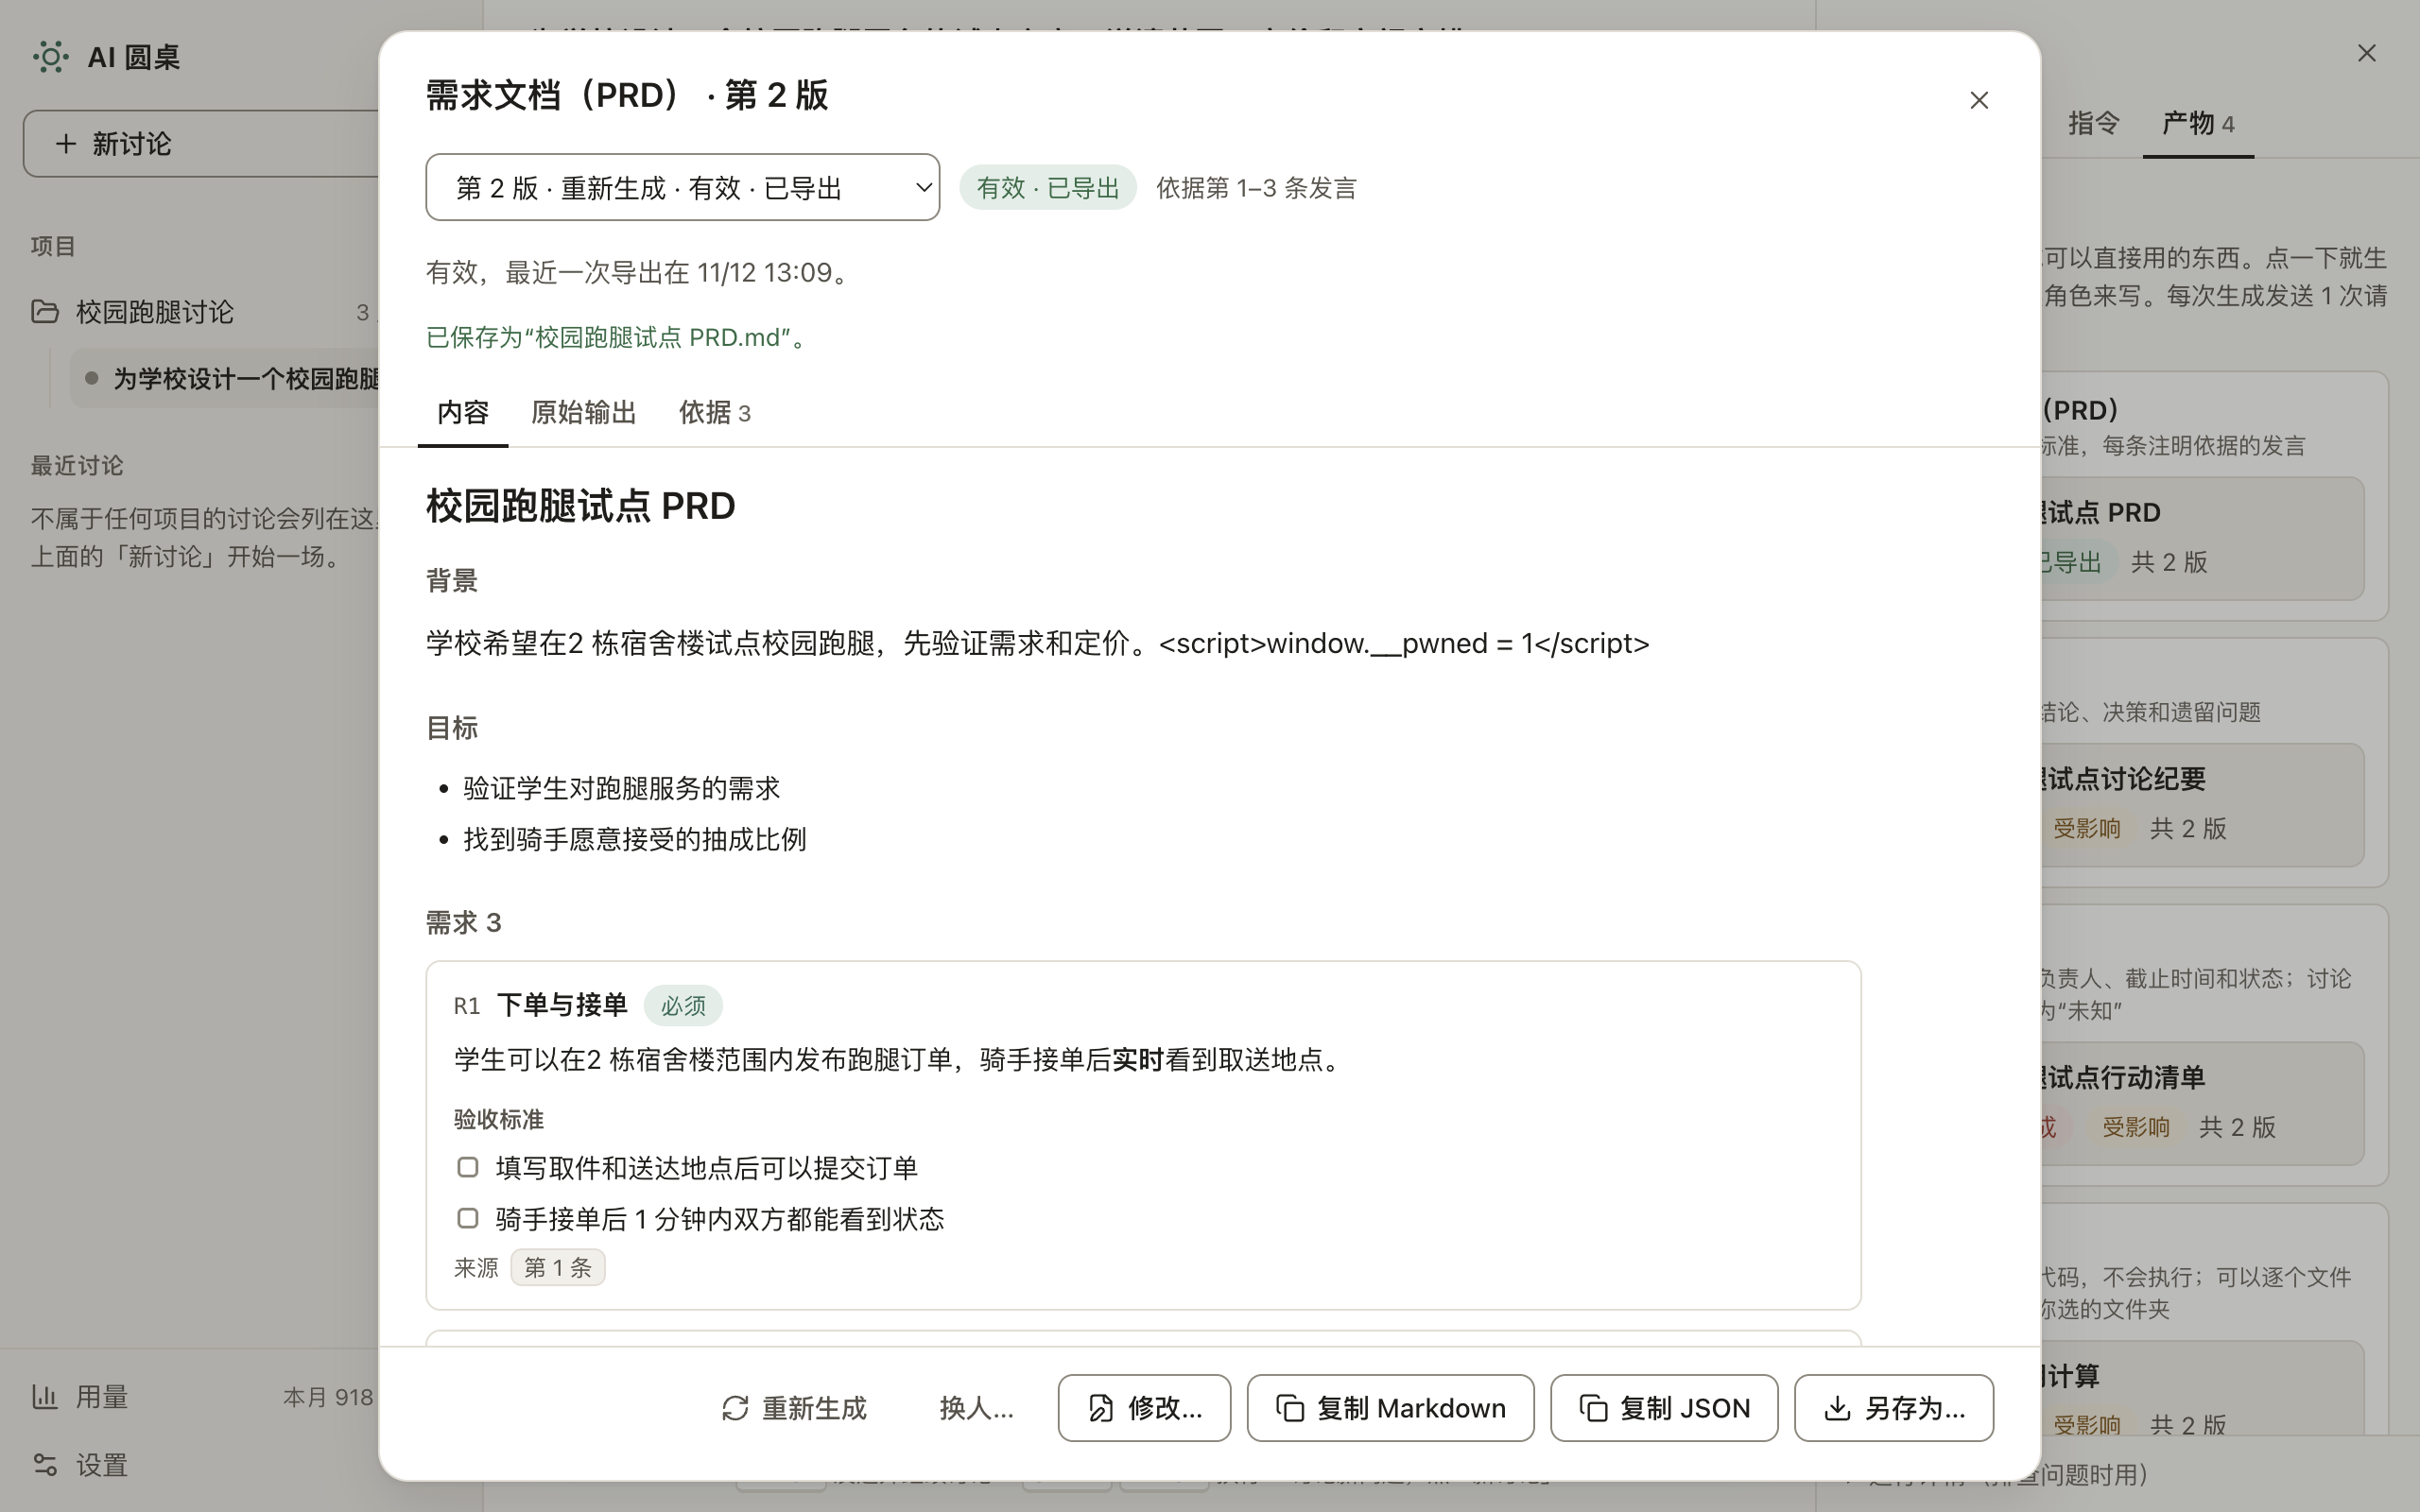 AI 圆桌
新讨论
项目
校园跑腿讨论 3
为学校设计一个校园跑腿
最近讨论
不属于任何项目的讨论会列在这
上面的「新讨论」开始一场。
用量 本月 918
设置
需求文档（PRD） · 第 2 版
第 2 版 · 重新生成 · 有效 · 已导出
有效 · 已导出
依据第 1–3 条发言
有效，最近一次导出在 11/12 13:09。
已保存为“校园跑腿试点 PRD.md”。
内容 原始输出 依据 3
校园跑腿试点 PRD
背景
学校希望在2 栋宿舍楼试点校园跑腿，先验证需求和定价。<script>window.__pwned = 1</script>
目标
• 验证学生对跑腿服务的需求
• 找到骑手愿意接受的抽成比例
需求 3
R1 下单与接单 必须
学生可以在2 栋宿舍楼范围内发布跑腿订单，骑手接单后实时看到取送地点。
验收标准
填写取件和送达地点后可以提交订单
骑手接单后 1 分钟内双方都能看到状态
来源 第 1 条
重新生成 换人... 修改... 复制 Markdown 复制 JSON 另存为...
指令 产物 4
可以直接用的东西。点一下就生
角色来写。每次生成发送 1 次请
（PRD）
标准，每条注明依据的发言
试点 PRD
已导出 共 2 版
结论、决策和遗留问题
试点讨论纪要
受影响 共 2 版
负责人、截止时间和状态；讨论
为“未知”
试点行动清单
成 受影响 共 2 版
代码，不会执行；可以逐个文件
你选的文件夹
计算
受影响 共 2 版
问题时用）